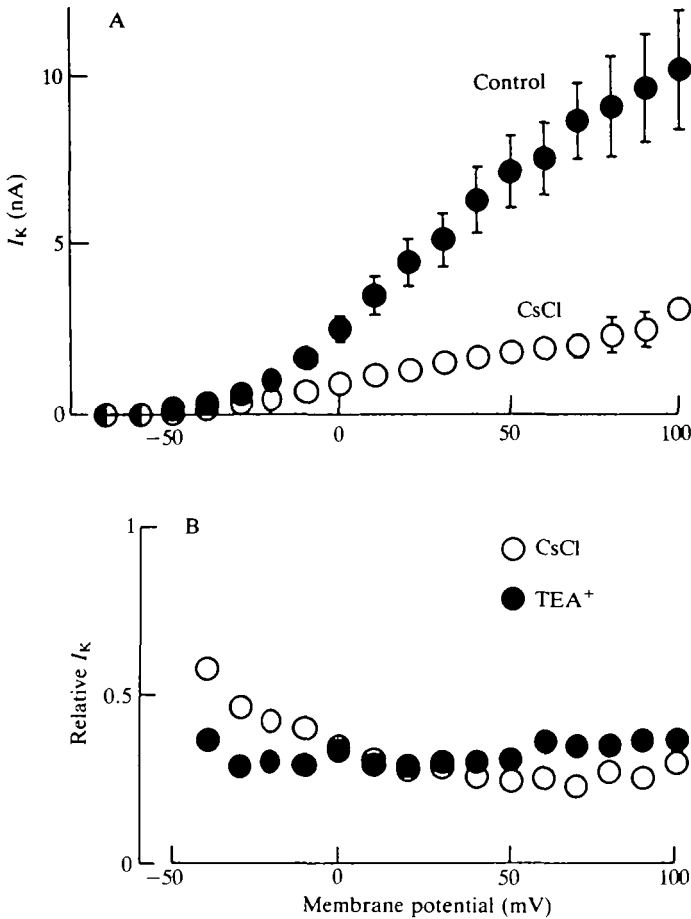 A
10
Control
I_K (nA)
5
CsCl
0
−50
0
50
100
1
B
CsCl
TEA⁺
Relative I_K
0.5
0
−50
0
50
100
Membrane potential (mV)